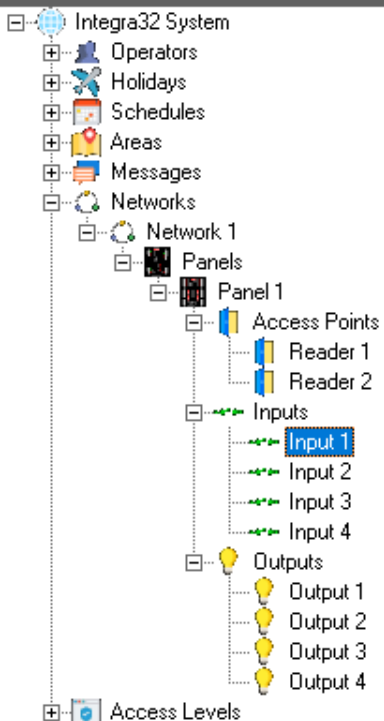 Integra32 System
Operators
Holidays
Schedules
Areas
Messages
Networks
Network 1
Panels
Panel 1
Access Points
Reader 1
Reader 2
Inputs
Input 1
Input 2
Input 3
Input 4
Outputs
Output 1
Output 2
Output 3
Output 4
Access Levels